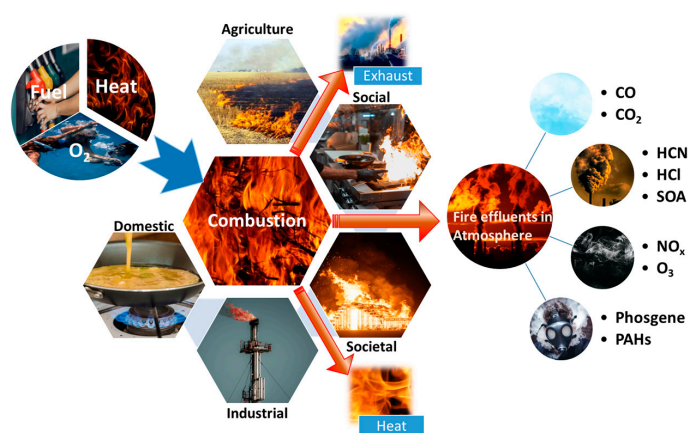 Fuel
Heat
O₂
Agriculture
Exhaust
Social
Combustion
Domestic
Societal
Industrial
Heat
Fire effluents in
Atmosphere
• CO
• CO₂
• HCN
• HCl
• SOA
• NOₓ
• O₃
• Phosgene
• PAHs